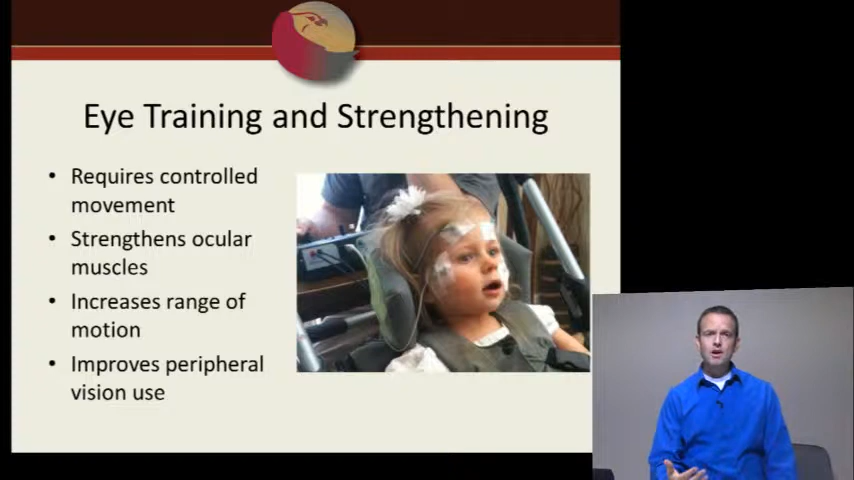 Eye Training and Strengthening
• Requires controlled
movement
• Strengthens ocular
muscles
• Increases range of
motion
• Improves peripheral
vision use